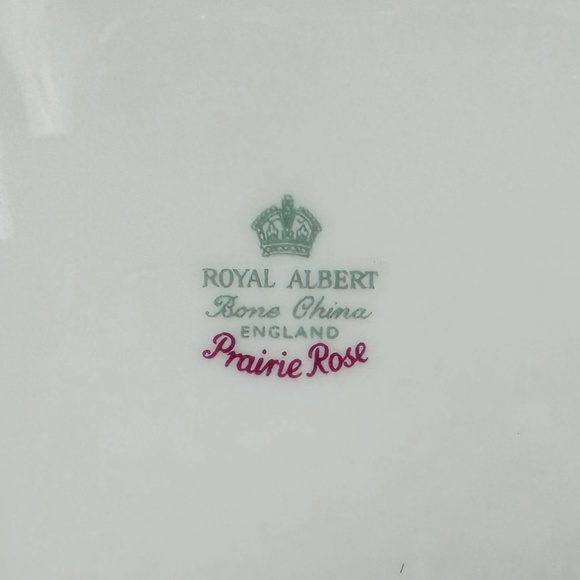 ROYAL ALBERT
Bone China
ENGLAND
Prairie Rose